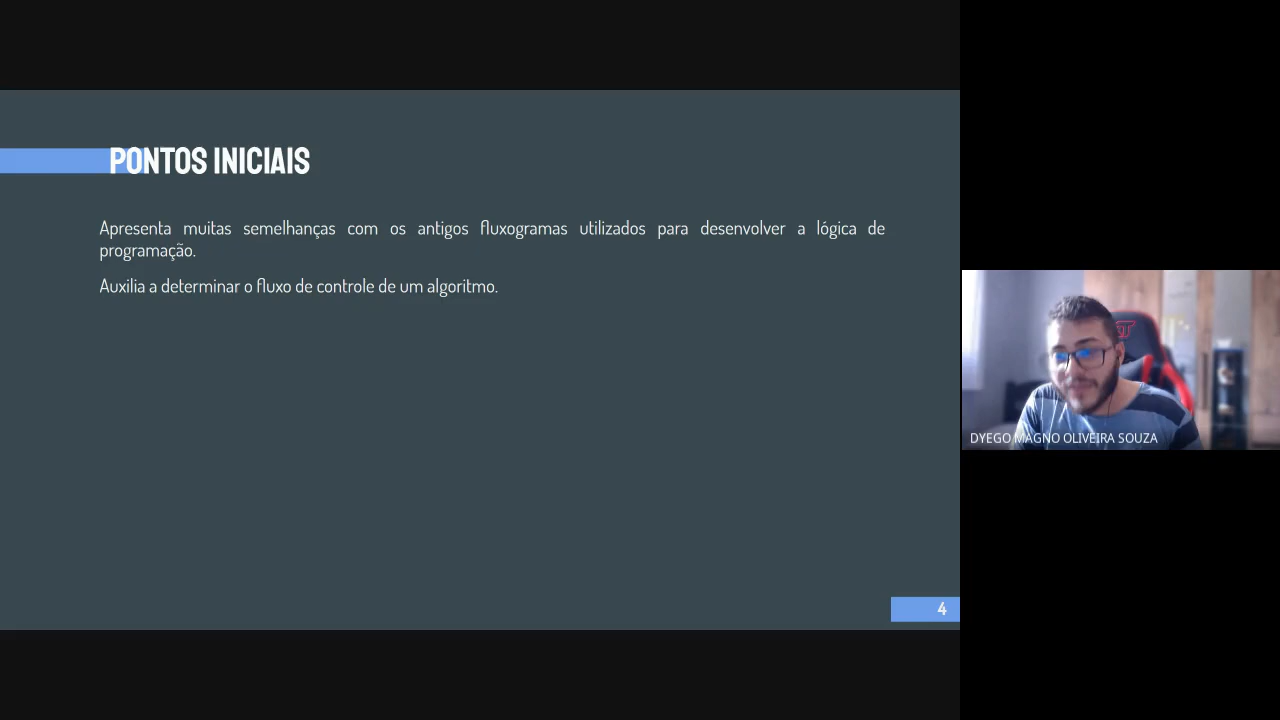 PONTOS INICIAIS
Apresenta muitas semelhanças com os antigos fluxogramas utilizados para desenvolver a lógica de
programação.
Auxilia a determinar o fluxo de controle de um algoritmo.
4
DYEGO MAGNO OLIVEIRA SOUZA